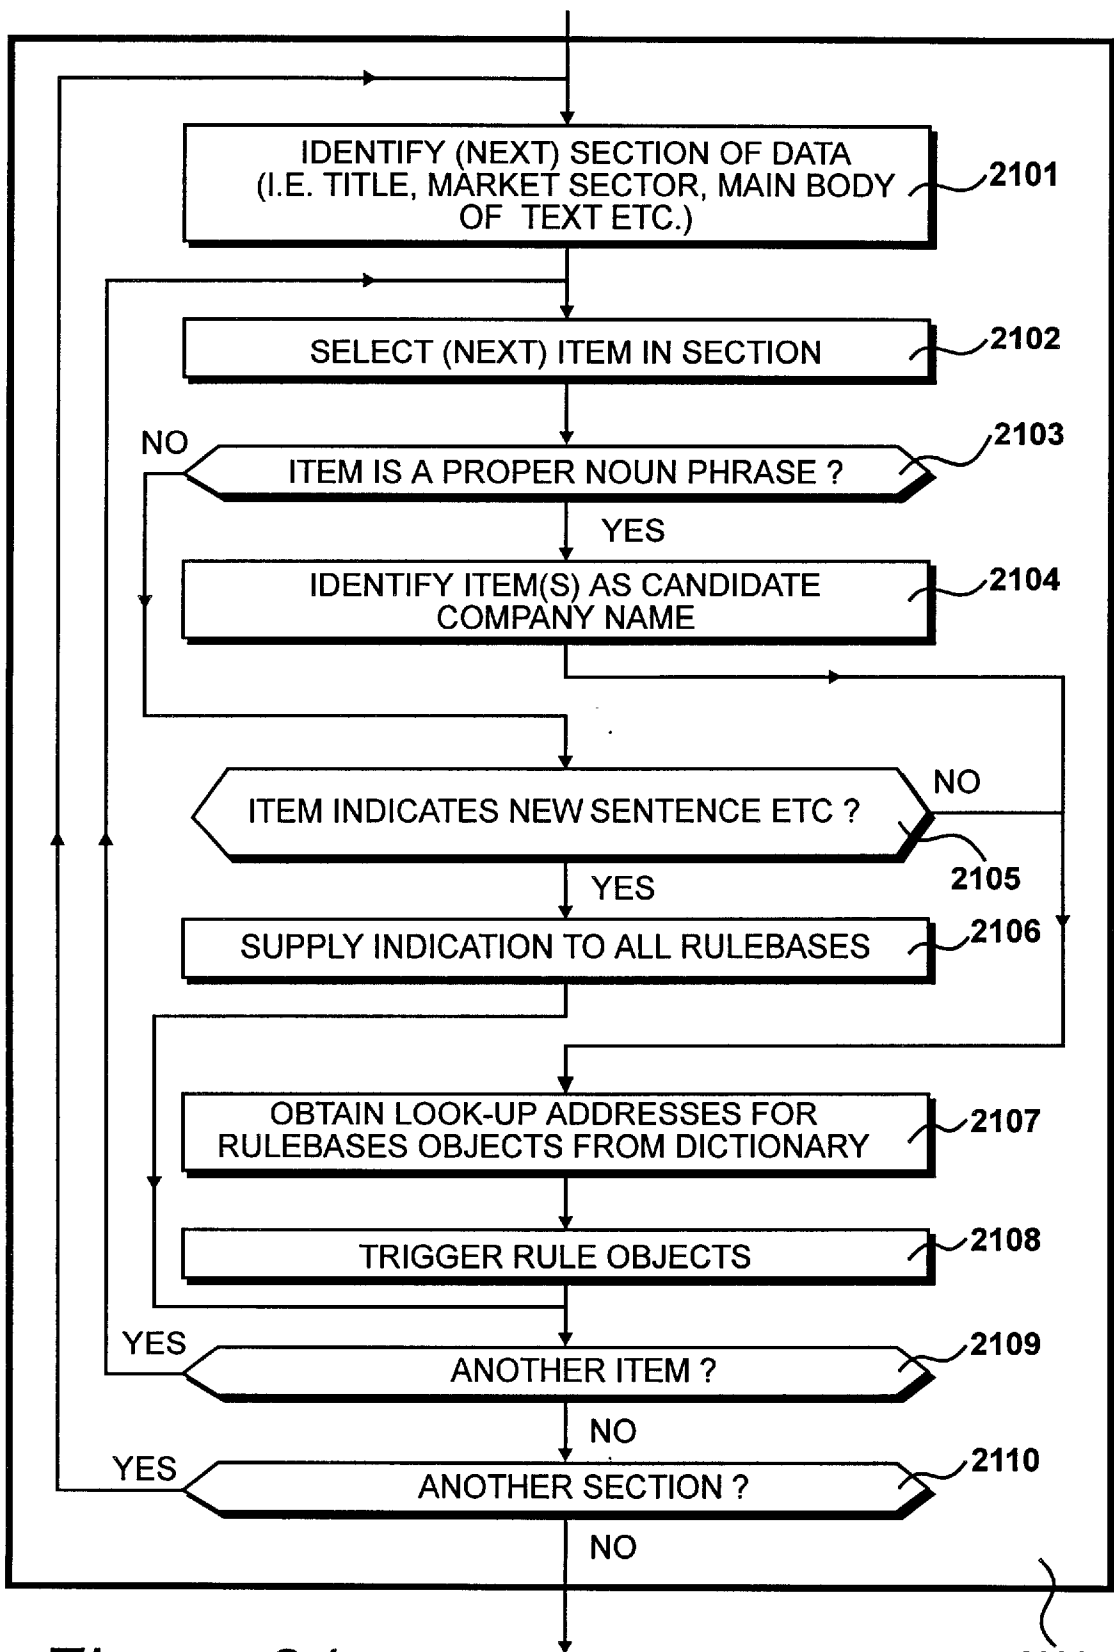 IDENTIFY (NEXT) SECTION OF DATA
(I.E. TITLE, MARKET SECTOR, MAIN BODY
OF TEXT ETC.)
2101
SELECT (NEXT) ITEM IN SECTION
2102
NO
ITEM IS A PROPER NOUN PHRASE ?
2103
YES
IDENTIFY ITEM(S) AS CANDIDATE
COMPANY NAME
2104
ITEM INDICATES NEW SENTENCE ETC ?
NO
2105
YES
SUPPLY INDICATION TO ALL RULEBASES
2106
OBTAIN LOOK-UP ADDRESSES FOR
RULEBASES OBJECTS FROM DICTIONARY
2107
TRIGGER RULE OBJECTS
2108
YES
ANOTHER ITEM ?
2109
NO
YES
ANOTHER SECTION ?
2110
NO